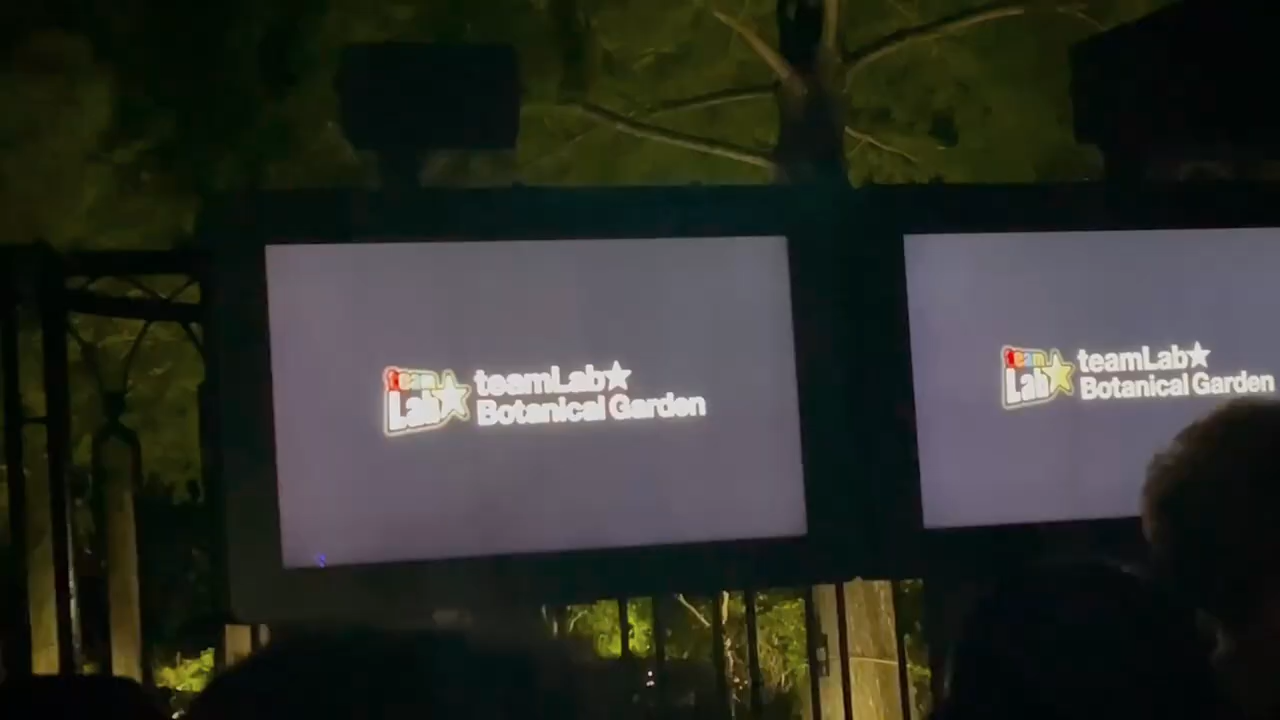 team
Lab★
teamLab★
Botanical Garden
team
Lab★
teamLab★
Botanical Garden